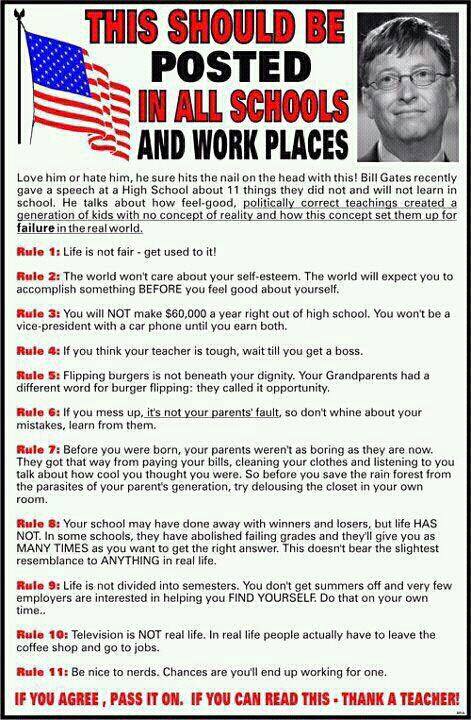 THIS SHOULD BE
POSTED
IN ALL SCHOOLS
AND WORK PLACES
Love him or hate him, he sure hits the nail on the head with this! Bill Gates recently
gave a speech at a High School about 11 things they did not and will not learn in
school. He talks about how feel-good, politically correct teachings created a
generation of kids with no concept of reality and how this concept set them up for
failure in the real world.
Rule 1: Life is not fair - get used to it!
Rule 2: The world won't care about your self-esteem. The world will expect you to
accomplish something BEFORE you feel good about yourself.
Rule 3: You will NOT make $60,000 a year right out of high school. You won't be a
vice-president with a car phone until you earn both.
Rule 4: If you think your teacher is tough, wait till you get a boss.
Rule 5: Flipping burgers is not beneath your dignity. Your Grandparents had a
different word for burger flipping: they called it opportunity.
Rule 6: If you mess up, it's not your parents' fault, so don't whine about your
mistakes, learn from them.
Rule 7: Before you were born, your parents weren't as boring as they are now.
They got that way from paying your bills, cleaning your clothes and listening to you
talk about how cool you thought you were. So before you save the rain forest from
the parasites of your parent's generation, try delousing the closet in your own
room.
Rule 8: Your school may have done away with winners and losers, but life HAS
NOT. In some schools, they have abolished failing grades and they'll give you as
MANY TIMES as you want to get the right answer. This doesn't bear the slightest
resemblance to ANYTHING in real life.
Rule 9: Life is not divided into semesters. You don't get summers off and very few
employers are interested in helping you FIND YOURSELF. Do that on your own
time..
Rule 10: Television is NOT real life. In real life people actually have to leave the
coffee shop and go to jobs.
Rule 11: Be nice to nerds. Chances are you'll end up working for one.
IF YOU AGREE , PASS IT ON. IF YOU CAN READ THIS - THANK A TEACHER!